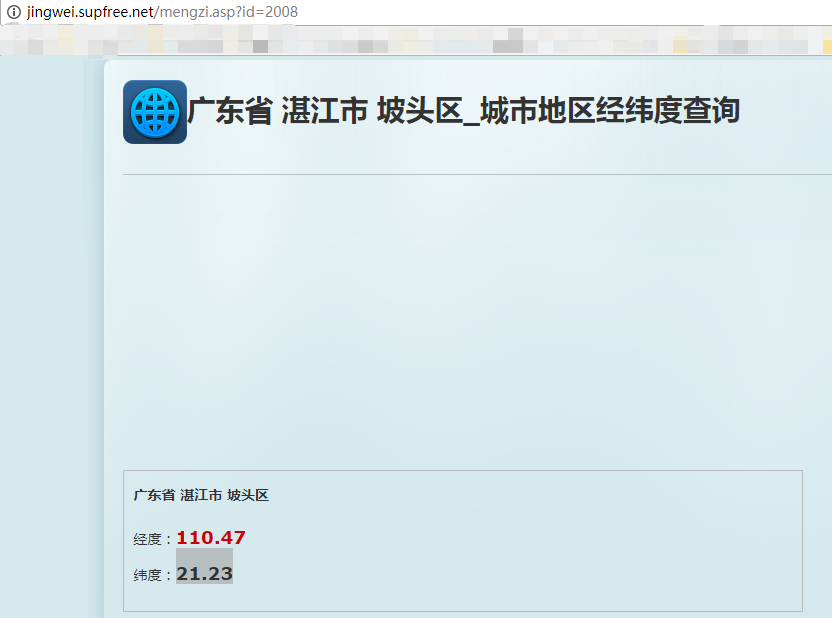 jingwei.supfree.net/mengzi.asp?id=2008
广东省 湛江市 坡头区_城市地区经纬度查询
广东省 湛江市 坡头区
经度：110.47
纬度：21.23